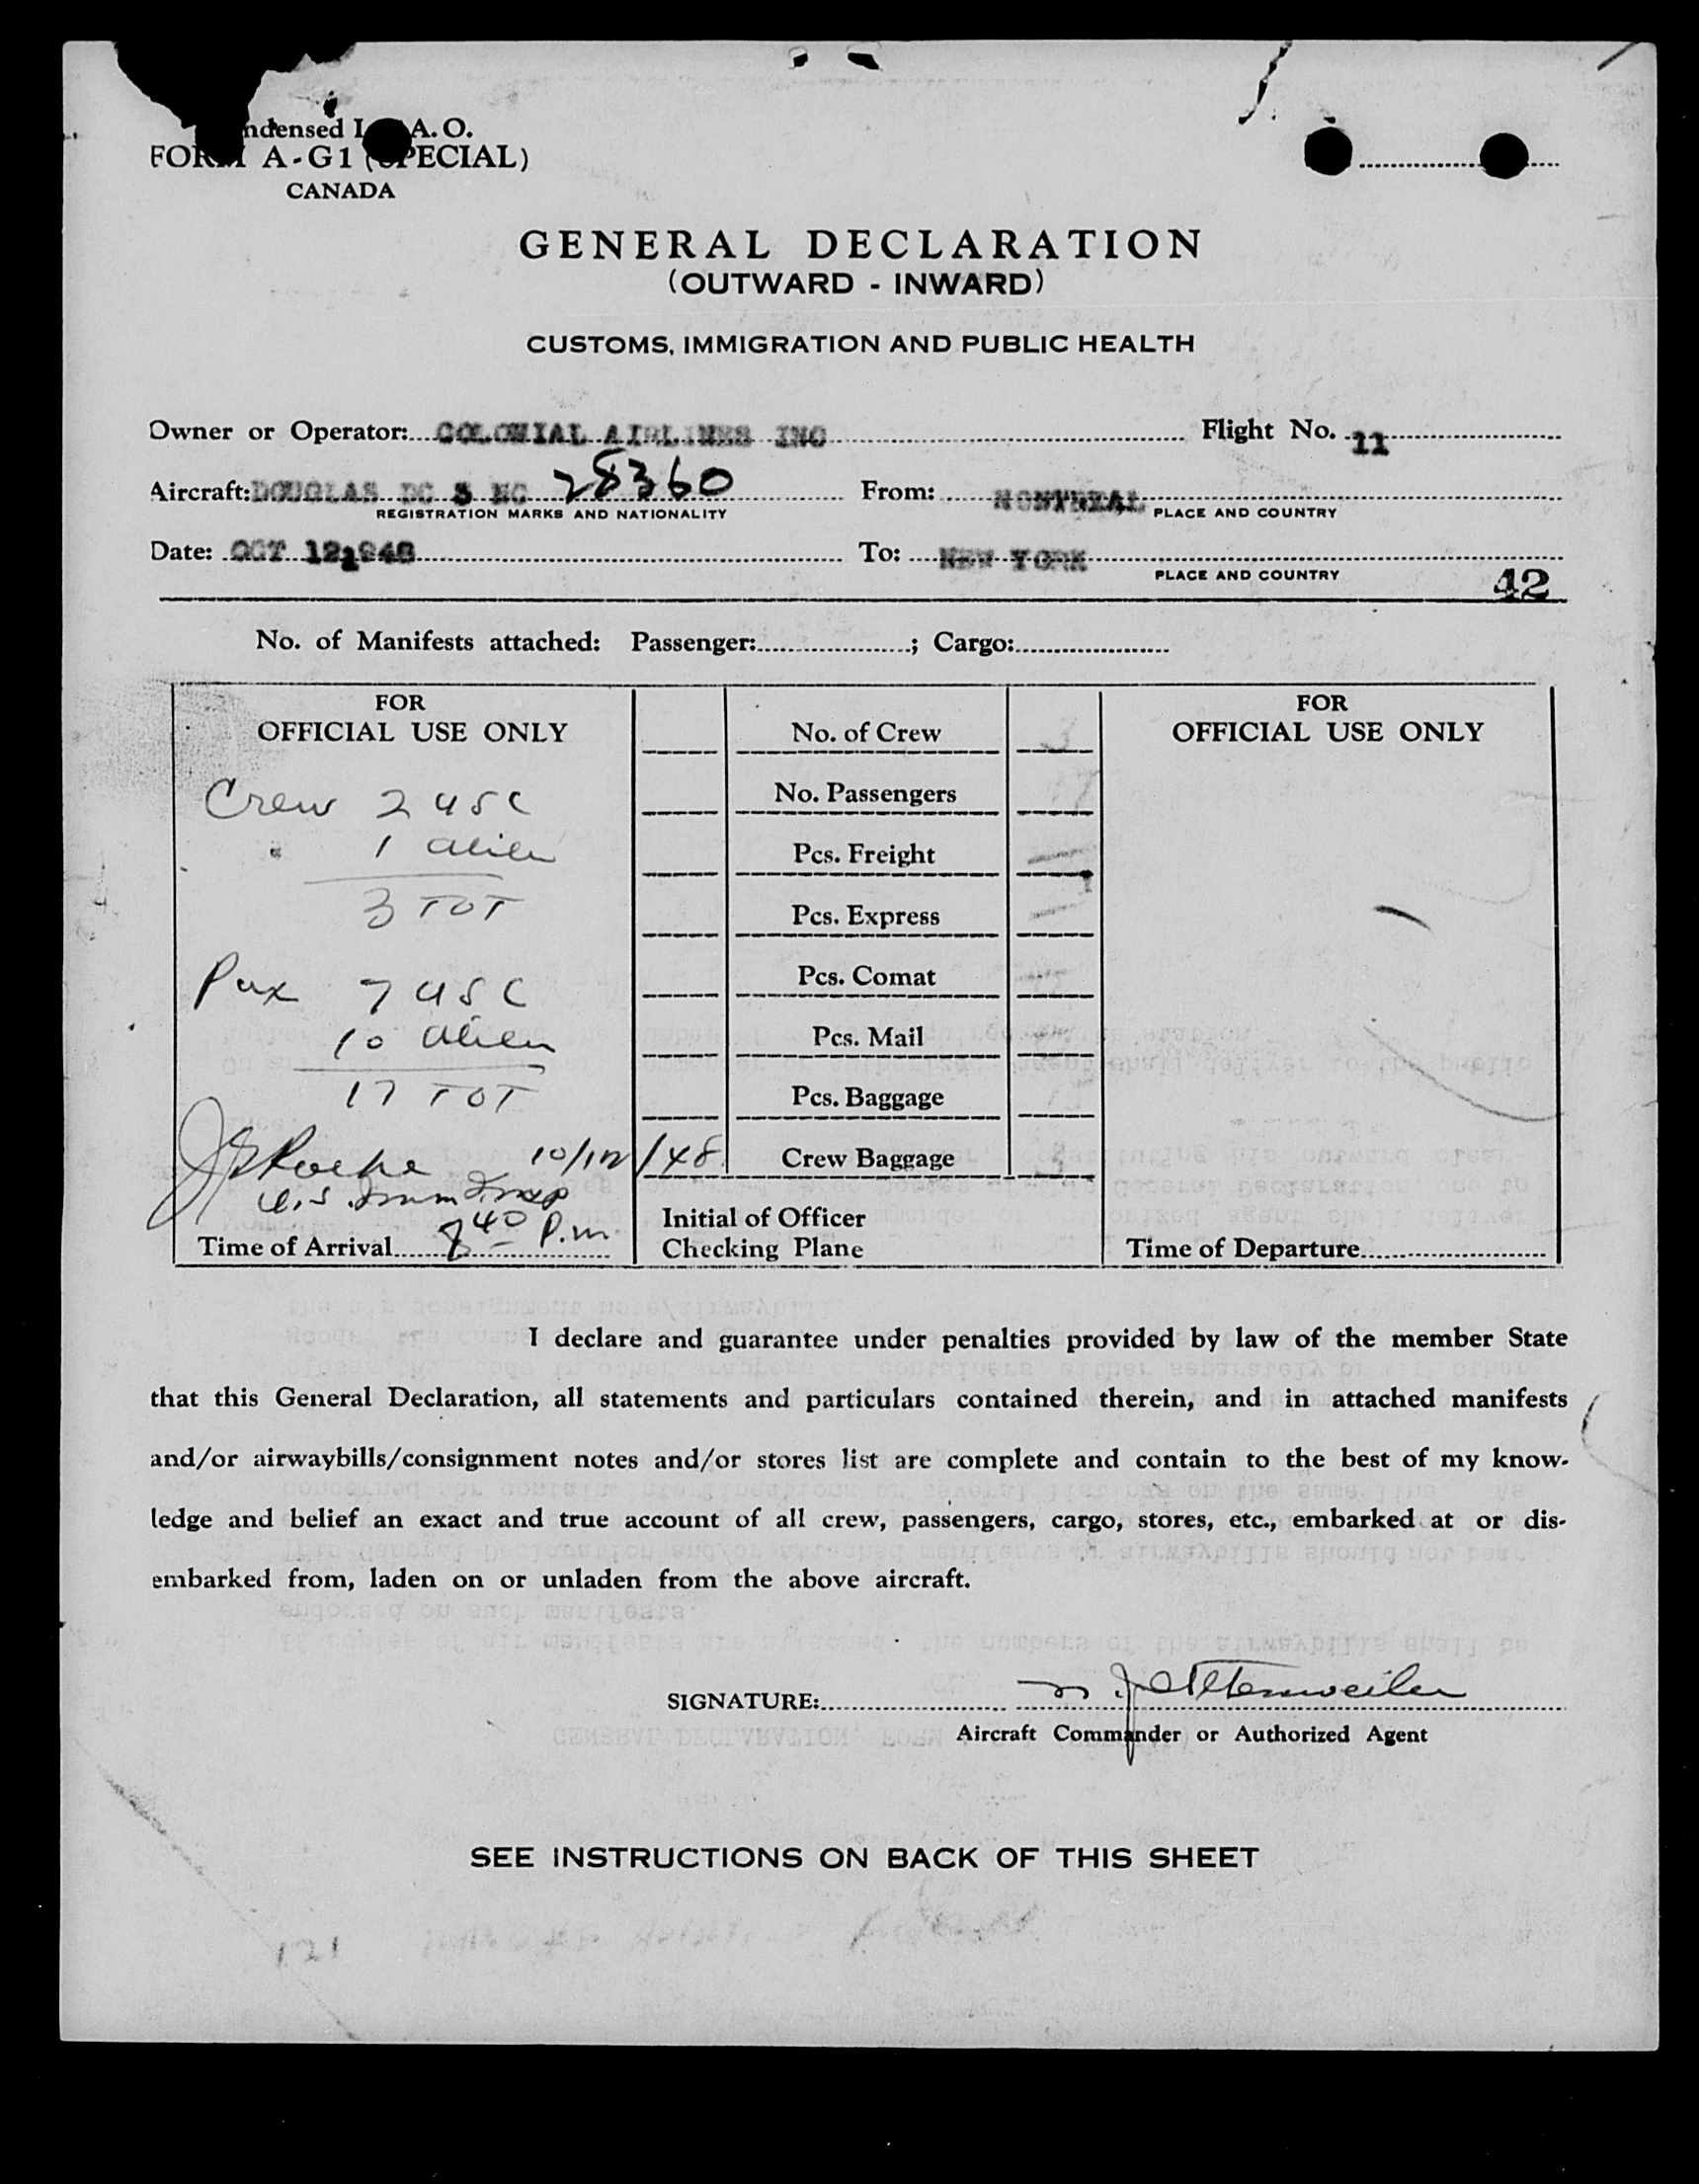 ndensed I A. O.
FORM A-G1 (SPECIAL)
CANADA
GENERAL DECLARATION
(OUTWARD - INWARD)
CUSTOMS, IMMIGRATION AND PUBLIC HEALTH
Owner or Operator: COLONIAL AIRLINES INC Flight No. 11
Aircraft: DOUGLAS DC 3 NC 28360 From: MONTREAL
REGISTRATION MARKS AND NATIONALITY PLACE AND COUNTRY
Date: OCT 12 1948 To: NEW YORK
PLACE AND COUNTRY 42
No. of Manifests attached: Passenger: ; Cargo:
FOR
OFFICIAL USE ONLY
Crew 2 USC
" 1 alien
3 TOT
Pax 7 USC
10 alien
17 TOT
10/12/48
U.S. Imm Insp
Time of Arrival 8 40 P.m.
No. of Crew 3
No. Passengers 17
Pcs. Freight
Pcs. Express
Pcs. Comat
Pcs. Mail
Pcs. Baggage
Crew Baggage
Initial of Officer
Checking Plane
FOR
OFFICIAL USE ONLY
Time of Departure
I declare and guarantee under penalties provided by law of the member State
that this General Declaration, all statements and particulars contained therein, and in attached manifests
and/or airwaybills/consignment notes and/or stores list are complete and contain to the best of my know-
ledge and belief an exact and true account of all crew, passengers, cargo, stores, etc., embarked at or dis-
embarked from, laden on or unladen from the above aircraft.
SIGNATURE:
Aircraft Commander or Authorized Agent
SEE INSTRUCTIONS ON BACK OF THIS SHEET
121